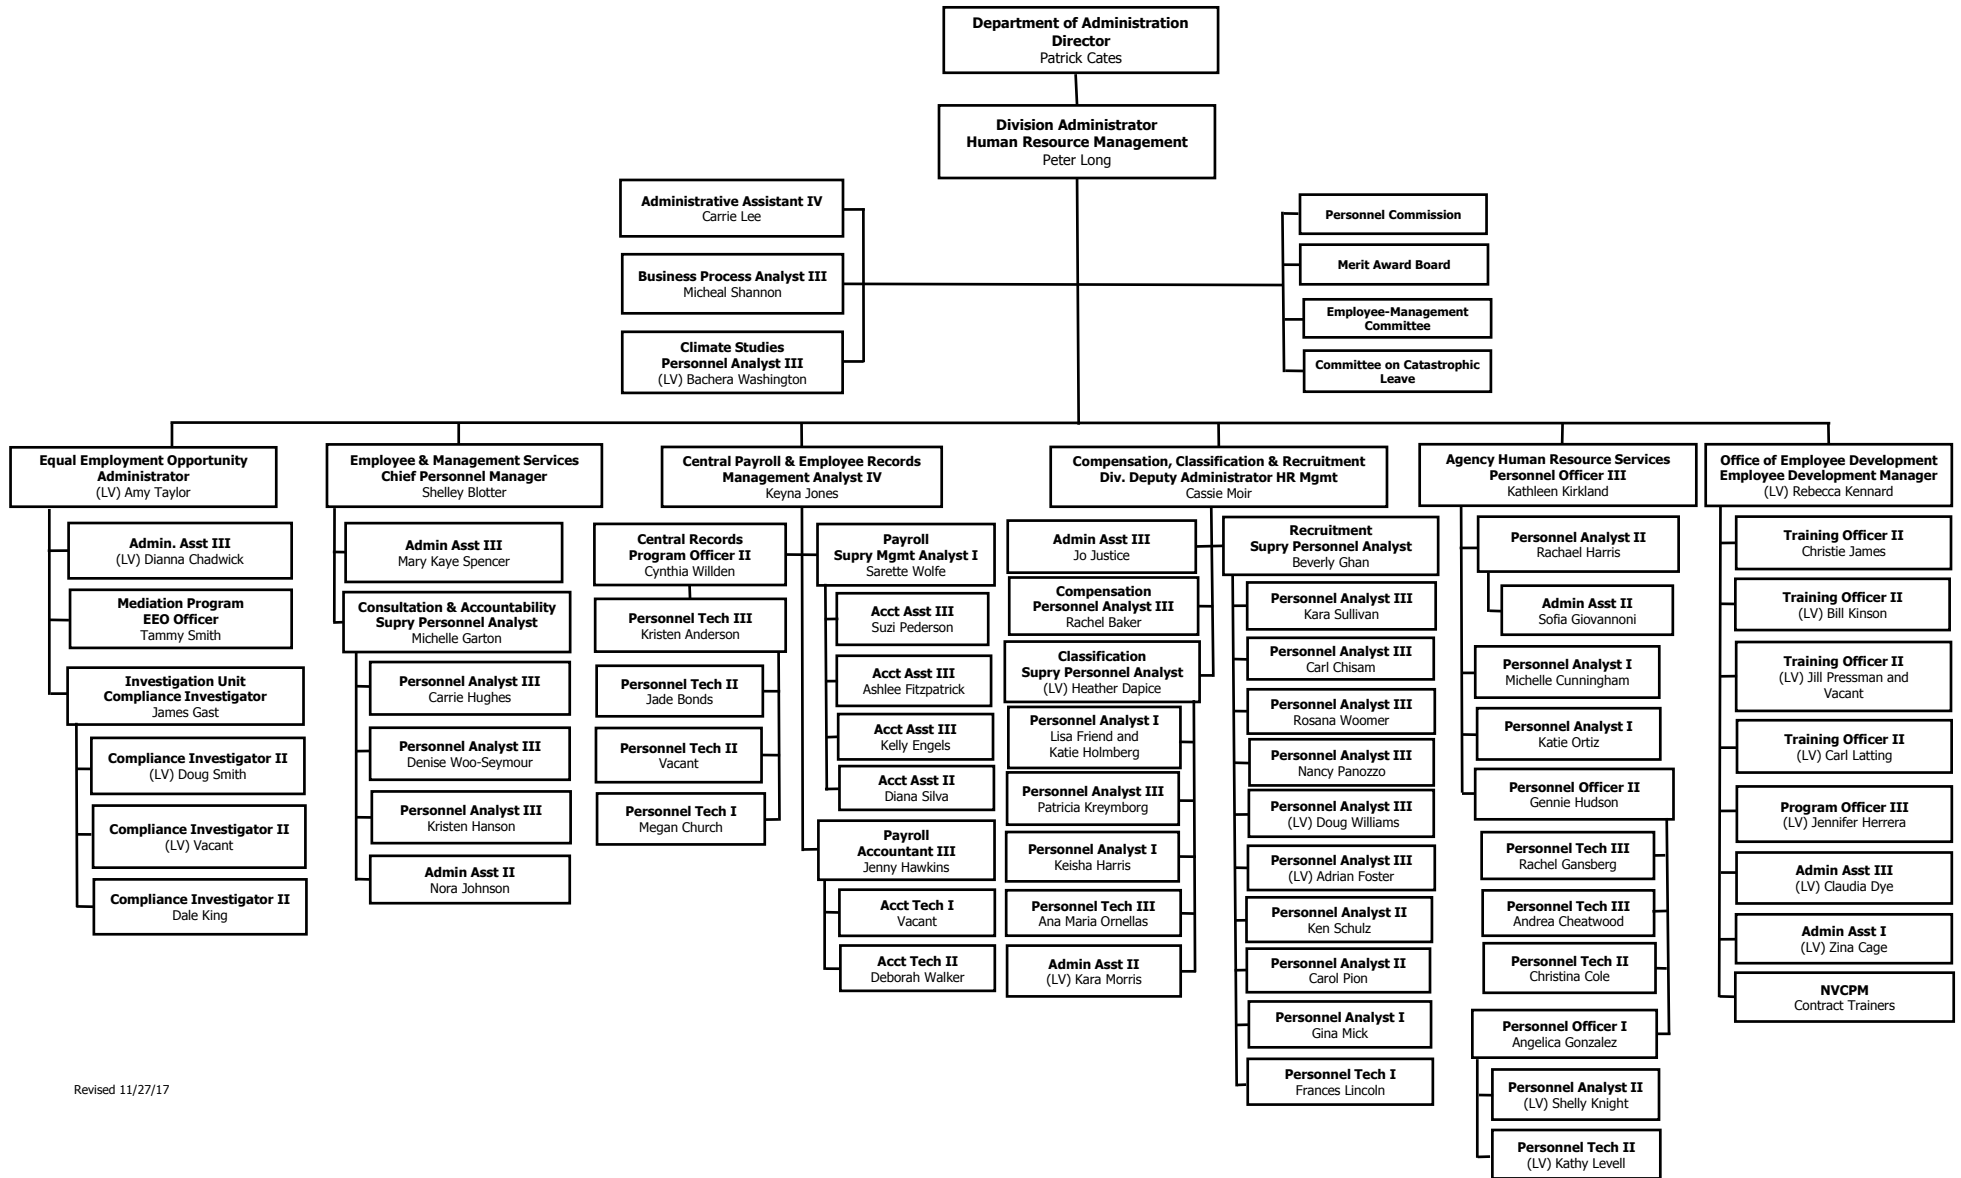 Department of Administration
Director
Patrick Cates
Division Administrator
Human Resource Management
Peter Long
Administrative Assistant IV
Carrie Lee
Business Process Analyst III
Micheal Shannon
Climate Studies
Personnel Analyst III
(LV) Bachera Washington
Personnel Commission
Merit Award Board
Employee-Management
Committee
Committee on Catastrophic
Leave
Equal Employment Opportunity
Administrator
(LV) Amy Taylor
Admin. Asst III
(LV) Dianna Chadwick
Mediation Program
EEO Officer
Tammy Smith
Investigation Unit
Compliance Investigator
James Gast
Compliance Investigator II
(LV) Doug Smith
Compliance Investigator II
(LV) Vacant
Compliance Investigator II
Dale King
Employee & Management Services
Chief Personnel Manager
Shelley Blotter
Admin Asst III
Mary Kaye Spencer
Consultation & Accountability
Supry Personnel Analyst
Michelle Garton
Personnel Analyst III
Carrie Hughes
Personnel Analyst III
Denise Woo-Seymour
Personnel Analyst III
Kristen Hanson
Admin Asst II
Nora Johnson
Central Payroll & Employee Records
Management Analyst IV
Keyna Jones
Central Records
Program Officer II
Cynthia Willden
Personnel Tech III
Kristen Anderson
Personnel Tech II
Jade Bonds
Personnel Tech II
Vacant
Personnel Tech I
Megan Church
Payroll
Supry Mgmt Analyst I
Sarette Wolfe
Acct Asst III
Suzi Pederson
Acct Asst III
Ashlee Fitzpatrick
Acct Asst III
Kelly Engels
Acct Asst II
Diana Silva
Payroll
Accountant III
Jenny Hawkins
Acct Tech I
Vacant
Acct Tech II
Deborah Walker
Compensation, Classification & Recruitment
Div. Deputy Administrator HR Mgmt
Cassie Moir
Admin Asst III
Jo Justice
Compensation
Personnel Analyst III
Rachel Baker
Classification
Supry Personnel Analyst
(LV) Heather Dapice
Personnel Analyst I
Lisa Friend and
Katie Holmberg
Personnel Analyst III
Patricia Kreymborg
Personnel Analyst I
Keisha Harris
Personnel Tech III
Ana Maria Ornellas
Admin Asst II
(LV) Kara Morris
Recruitment
Supry Personnel Analyst
Beverly Ghan
Personnel Analyst III
Kara Sullivan
Personnel Analyst III
Carl Chisam
Personnel Analyst III
Rosana Woomer
Personnel Analyst III
Nancy Panozzo
Personnel Analyst III
(LV) Doug Williams
Personnel Analyst III
(LV) Adrian Foster
Personnel Analyst II
Ken Schulz
Personnel Analyst II
Carol Pion
Personnel Analyst I
Gina Mick
Personnel Tech I
Frances Lincoln
Agency Human Resource Services
Personnel Officer III
Kathleen Kirkland
Personnel Analyst II
Rachael Harris
Admin Asst II
Sofia Giovannoni
Personnel Analyst I
Michelle Cunningham
Personnel Analyst I
Katie Ortiz
Personnel Officer II
Gennie Hudson
Personnel Tech III
Rachel Gansberg
Personnel Tech III
Andrea Cheatwood
Personnel Tech II
Christina Cole
Personnel Officer I
Angelica Gonzalez
Personnel Analyst II
(LV) Shelly Knight
Personnel Tech II
(LV) Kathy Levell
Office of Employee Development
Employee Development Manager
(LV) Rebecca Kennard
Training Officer II
Christie James
Training Officer II
(LV) Bill Kinson
Training Officer II
(LV) Jill Pressman and
Vacant
Training Officer II
(LV) Carl Latting
Program Officer III
(LV) Jennifer Herrera
Admin Asst III
(LV) Claudia Dye
Admin Asst I
(LV) Zina Cage
NVCPM
Contract Trainers
Revised 11/27/17